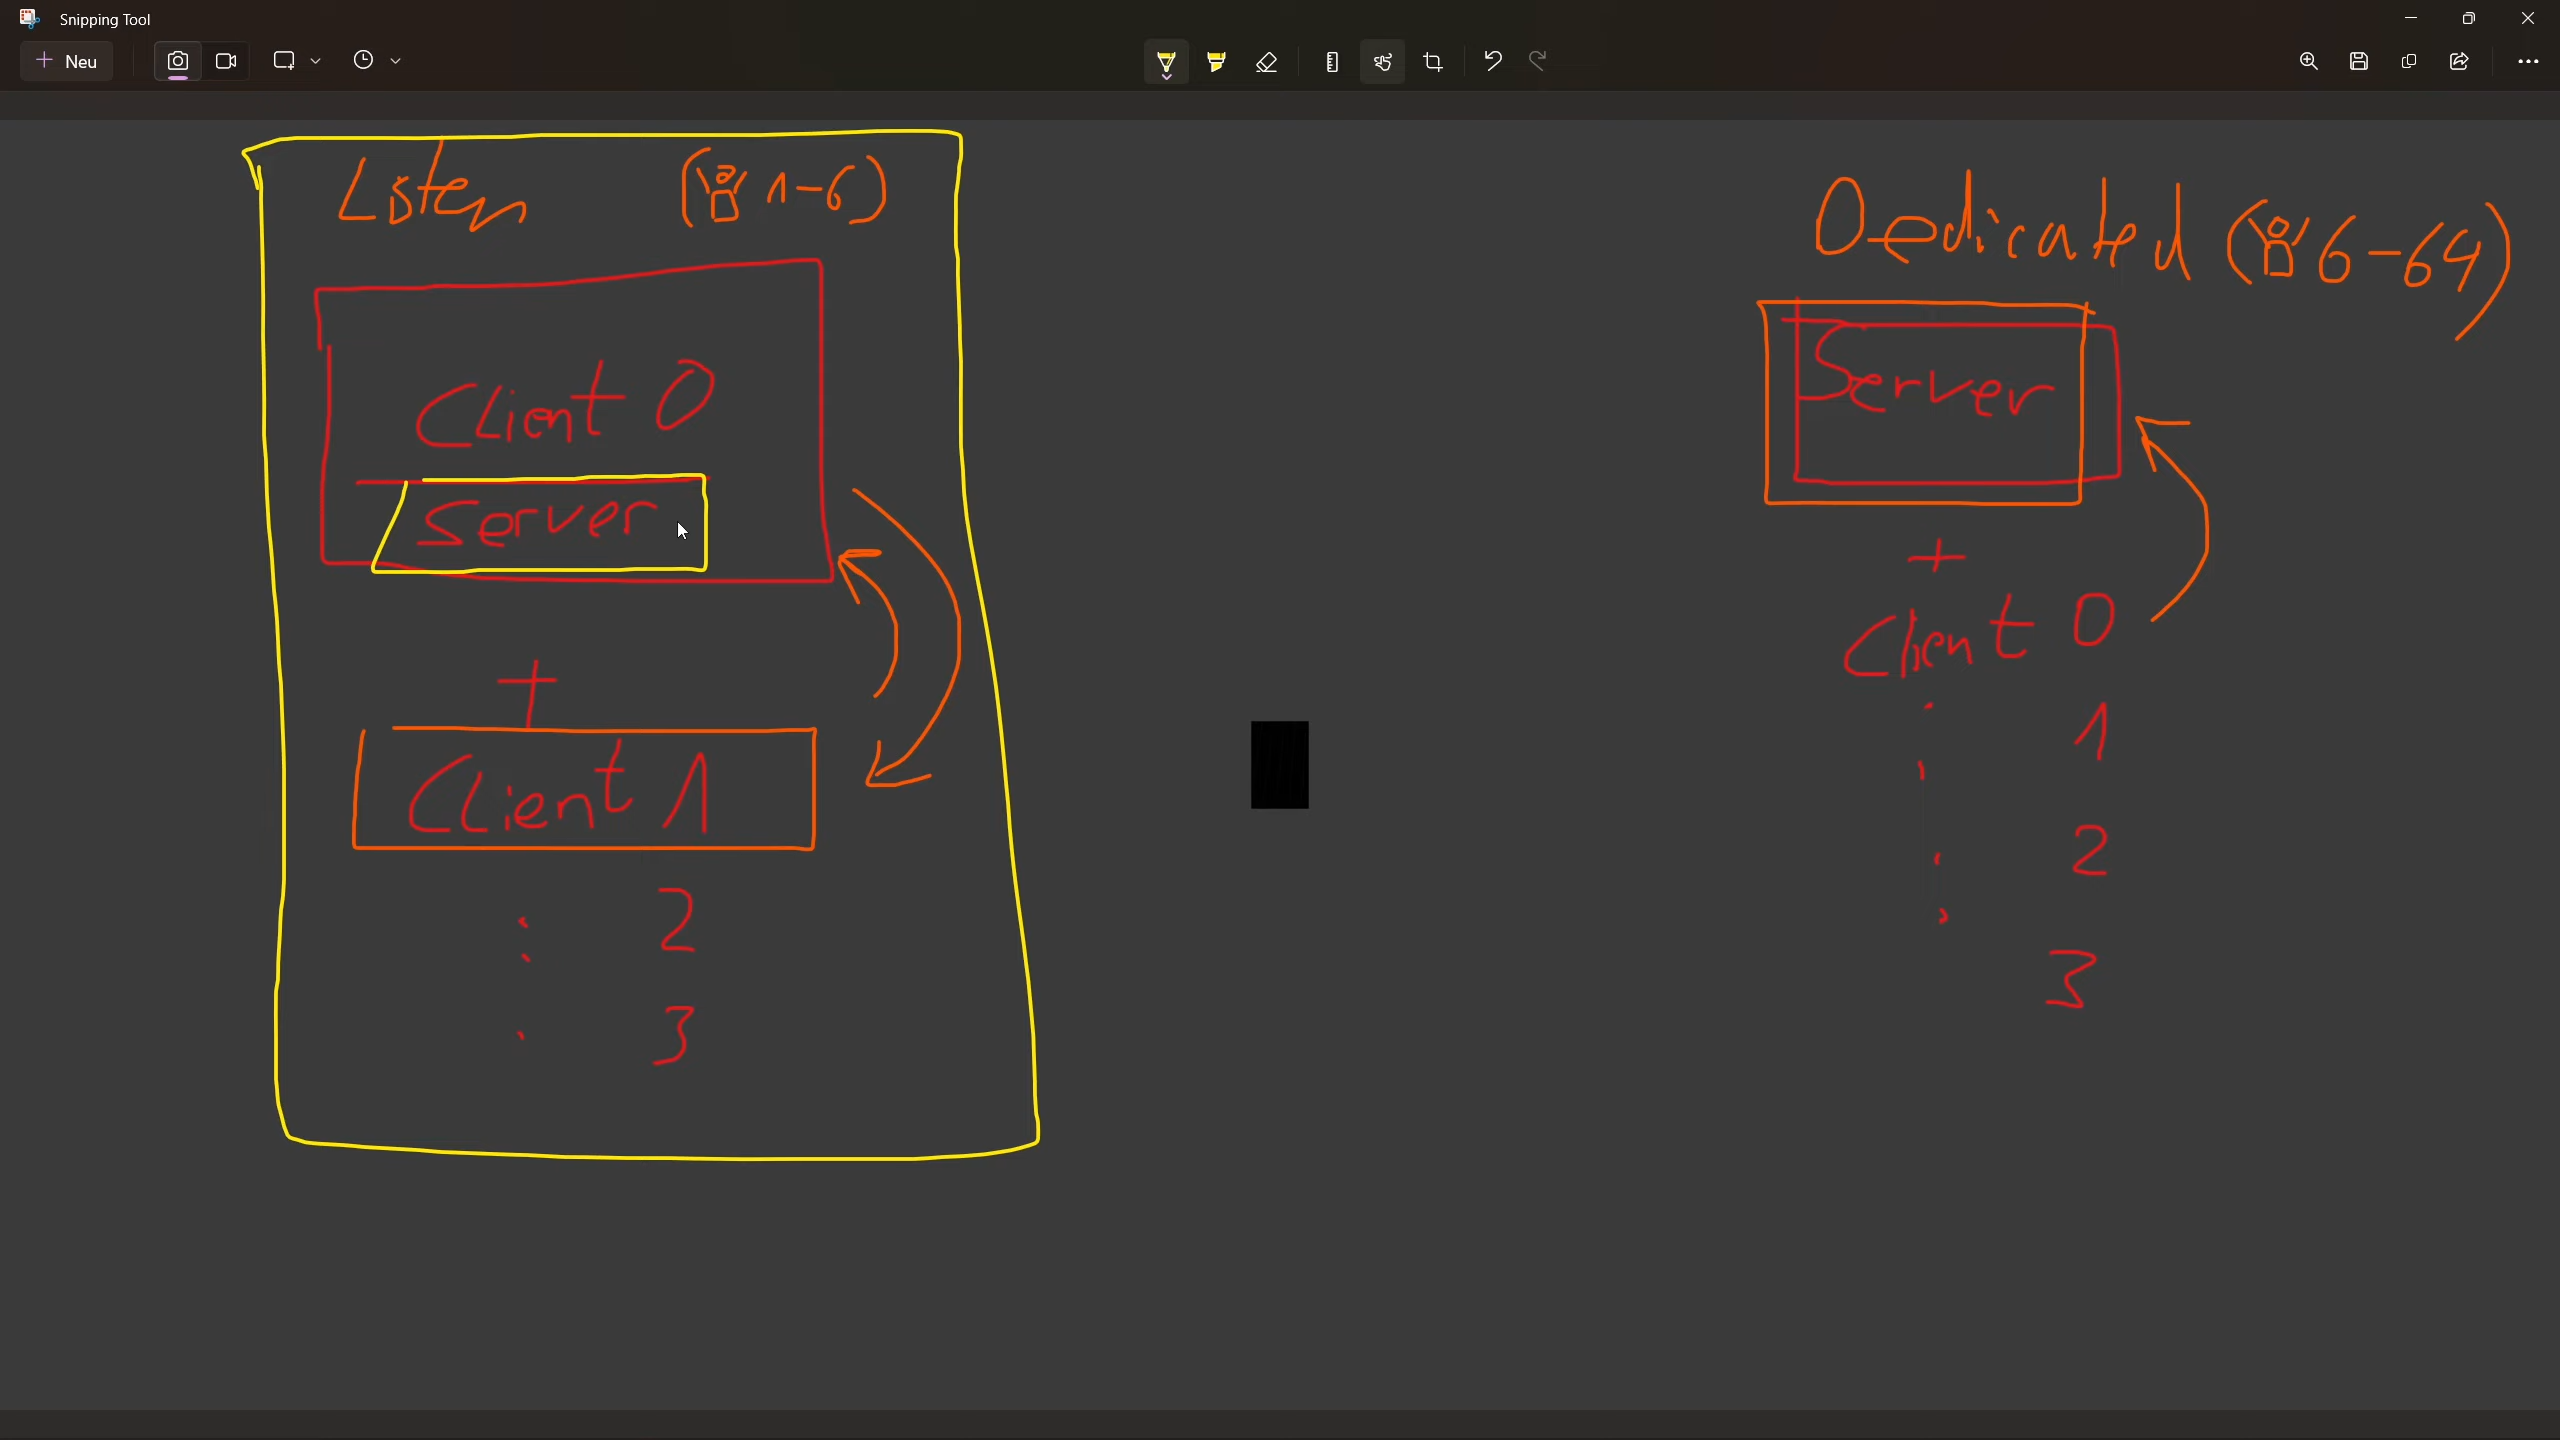 Snipping Tool
Neu
Listen (1-6)
Client 0
Server
+
Client 1
: 2
. 3
Dedicated (6-64)
Server
+
Client 0
1
2
3